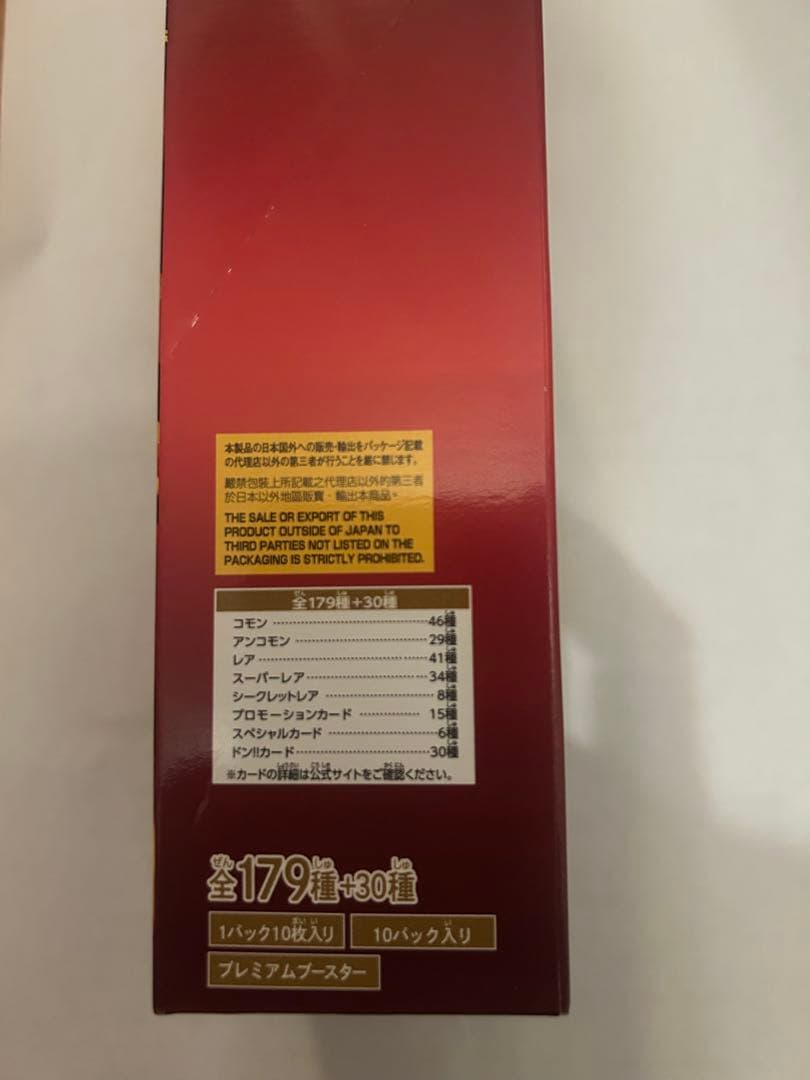 本製品の日本国外への販売・輸出をパッケージ記載
の代理店以外の第三者が行うことを厳に禁じます。
嚴禁包裝上所記載之代理店以外的第三者
於日本以外地區販賣・輸出本商品。
THE SALE OR EXPORT OF THIS
PRODUCT OUTSIDE OF JAPAN TO
THIRD PARTIES NOT LISTED ON THE
PACKAGING IS STRICTLY PROHIBITED.
全179種+30種
コモン 46種
アンコモン 29種
レア 41種
スーパーレア 34種
シークレットレア 8種
プロモーションカード 15種
スペシャルカード 6種
ドン!!カード 30種
※カードの詳細は公式サイトをご確認ください。
全179種+30種
1パック10枚入り 10パック入り
プレミアムブースター